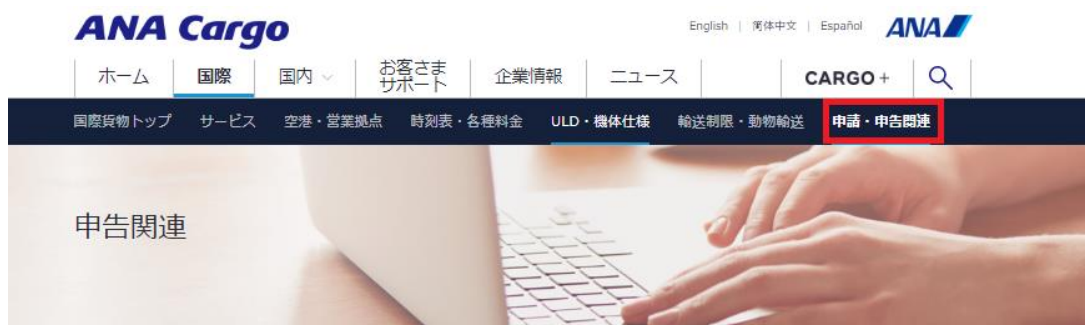 ANA Cargo
English | 简体中文 | Español ANA
ホーム 国際 国内 お客さまサポート 企業情報 ニュース CARGO +
国際貨物トップ サービス 空港・営業拠点 時刻表・各種料金 ULD・機体仕様 輸送制限・動物輸送 申請・申告関連
申告関連